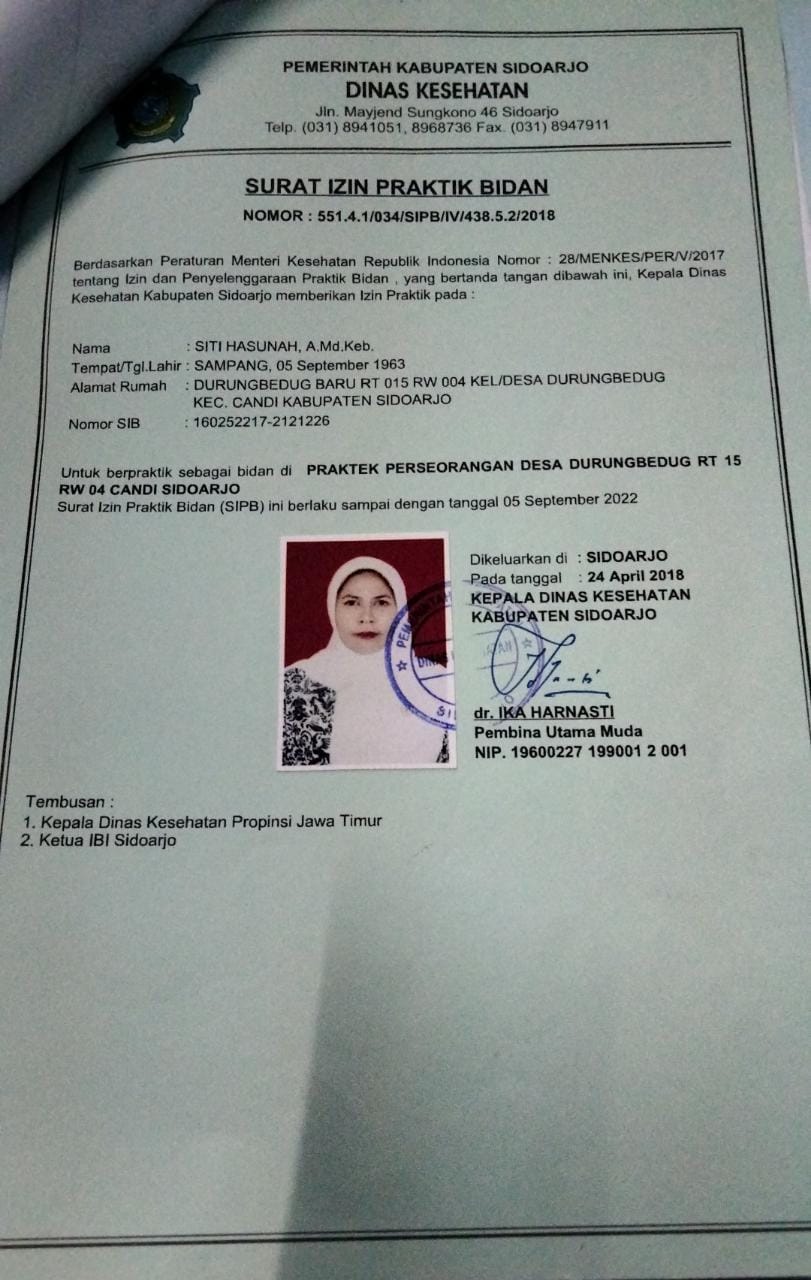 PEMERINTAH KABUPATEN SIDOARJO
DINAS KESEHATAN
Jln. Mayjend Sungkono 46 Sidoarjo
Telp. (031) 8941051, 8968736 Fax. (031) 8947911
SURAT IZIN PRAKTIK BIDAN
NOMOR : 551.4.1/034/SIPB/IV/438.5.2/2018
Berdasarkan Peraturan Menteri Kesehatan Republik Indonesia Nomor : 28/MENKES/PER/V/2017
tentang Izin dan Penyelenggaraan Praktik Bidan , yang bertanda tangan dibawah ini, Kepala Dinas
Kesehatan Kabupaten Sidoarjo memberikan Izin Praktik pada :
Nama : SITI HASUNAH, A.Md.Keb.
Tempat/Tgl.Lahir : SAMPANG, 05 September 1963
Alamat Rumah : DURUNGBEDUG BARU RT 015 RW 004 KEL/DESA DURUNGBEDUG
KEC. CANDI KABUPATEN SIDOARJO
Nomor SIB : 160252217-2121226
Untuk berpraktik sebagai bidan di PRAKTEK PERSEORANGAN DESA DURUNGBEDUG RT 15
RW 04 CANDI SIDOARJO
Surat Izin Praktik Bidan (SIPB) ini berlaku sampai dengan tanggal 05 September 2022
Dikeluarkan di : SIDOARJO
Pada tanggal : 24 April 2018
KEPALA DINAS KESEHATAN
KABUPATEN SIDOARJO
dr. IKA HARNASTI
Pembina Utama Muda
NIP. 19600227 199001 2 001
Tembusan :
1. Kepala Dinas Kesehatan Propinsi Jawa Timur
2. Ketua IBI Sidoarjo